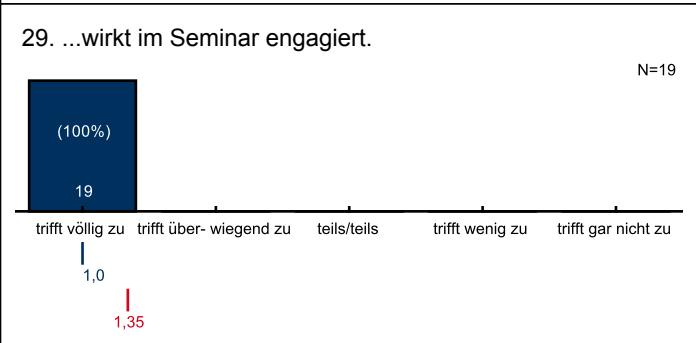 29. ...wirkt im Seminar engagiert.
N=19
(100%)
19
trifft völlig zu trifft über- wiegend zu teils/teils trifft wenig zu trifft gar nicht zu
1,0
1,35